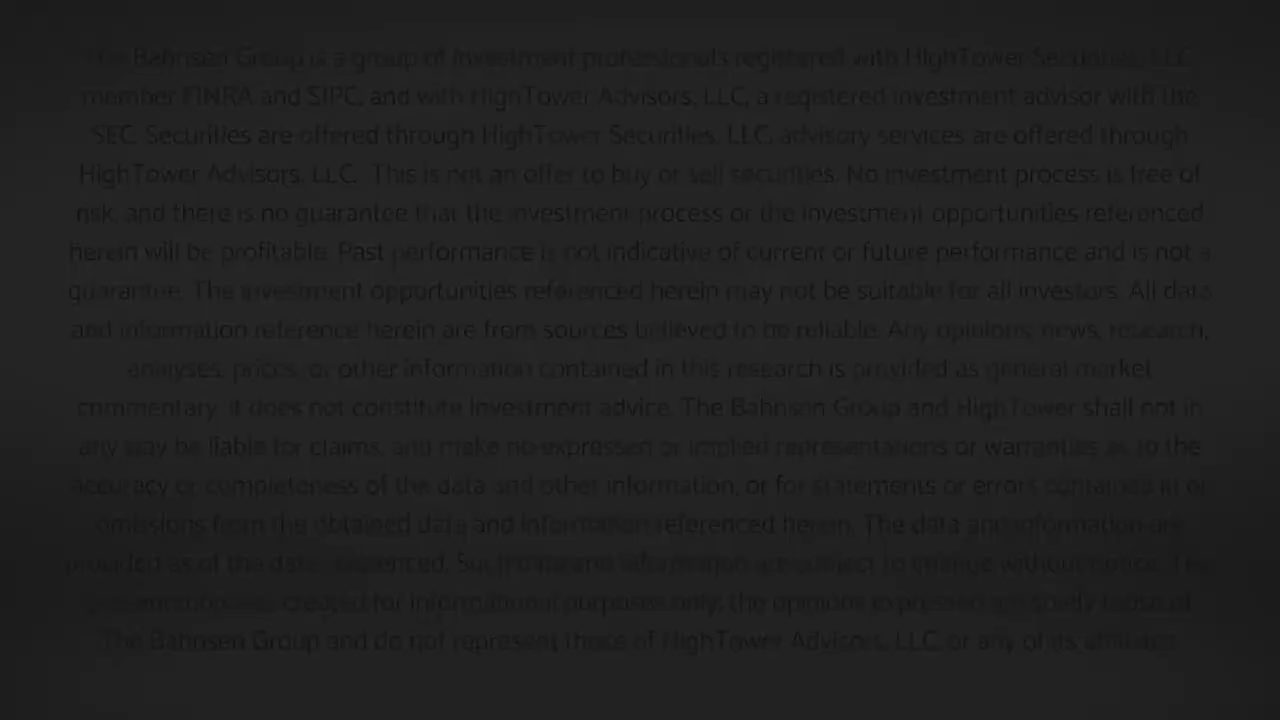 The Bahnsen Group is a group of investment professionals registered with HighTower Securities, LLC,
member FINRA and SIPC, and with HighTower Advisors, LLC, a registered investment advisor with the
SEC. Securities are offered through HighTower Securities, LLC, advisory services are offered through
HighTower Advisors, LLC. This is not an offer to buy or sell securities. No investment process is free of
risk, and there is no guarantee that the investment process or the investment opportunities referenced
herein will be profitable. Past performance is not indicative of current or future performance and is not a
guarantee. The investment opportunities referenced herein may not be suitable for all investors. All data
and information reference herein are from sources believed to be reliable. Any opinions, news, research,
analyses, prices, or other information contained in this research is provided as general market
commentary, it does not constitute investment advice. The Bahnsen Group and HighTower shall not in
any way be liable for claims, and make no expressed or implied representations or warranties as to the
accuracy or completeness of the data and other information, or for statements or errors contained in or
omissions from the obtained data and information referenced herein. The data and information are
provided as of the date referenced. Such data and information are subject to change without notice. This
was created for informational purposes only; the opinions expressed are solely those of
The Bahnsen Group and do not represent those of HighTower Advisors, LLC, or any of its affiliates.